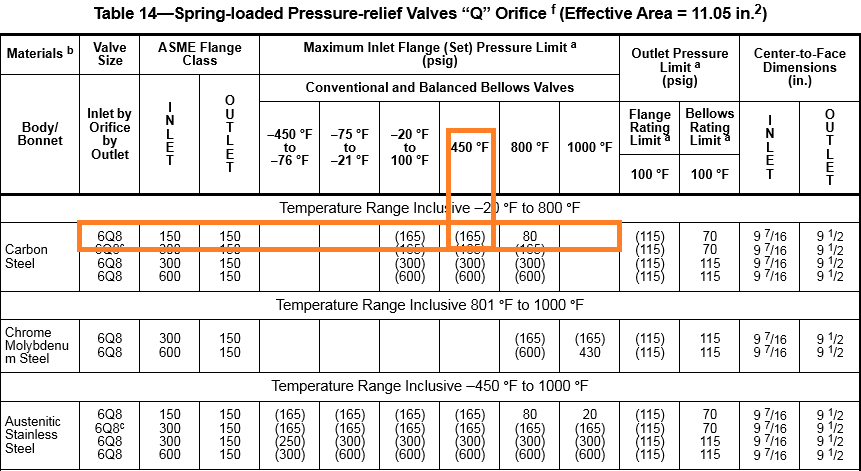 Table 14—Spring-loaded Pressure-relief Valves “Q” Orifice f (Effective Area = 11.05 in.2)
Materials b Valve Size ASME Flange Class Maximum Inlet Flange (Set) Pressure Limit a (psig) Outlet Pressure Limit a (psig) Center-to-Face Dimensions (in.)
Body/ Bonnet Inlet by Orifice by Outlet INLET OUTLET Conventional and Balanced Bellows Valves Flange Rating Limit a Bellows Rating Limit a INLET OUTLET
–450 °F to –76 °F –75 °F to –21 °F –20 °F to 100 °F 450 °F 800 °F 1000 °F 100 °F 100 °F
Temperature Range Inclusive –20 °F to 800 °F
Carbon Steel
6Q8 150 150 (165) (165) 80 (115) 70 9 7/16 9 1/2
6Q8c 300 150 (165) (165) (165) (115) 70 9 7/16 9 1/2
6Q8 300 150 (300) (300) (300) (115) 115 9 7/16 9 1/2
6Q8 600 150 (600) (600) (600) (115) 115 9 7/16 9 1/2
Temperature Range Inclusive 801 °F to 1000 °F
Chrome Molybdenu m Steel
6Q8 300 150 (165) (165) (115) 115 9 7/16 9 1/2
6Q8 600 150 (600) 430 (115) 115 9 7/16 9 1/2
Temperature Range Inclusive –450 °F to 1000 °F
Austenitic Stainless Steel
6Q8 150 150 (165) (165) (165) (165) 80 20 (115) 70 9 7/16 9 1/2
6Q8c 300 150 (165) (165) (165) (165) (165) (165) (115) 70 9 7/16 9 1/2
6Q8 300 150 (250) (300) (300) (300) (300) (300) (115) 115 9 7/16 9 1/2
6Q8 600 150 (300) (600) (600) (600) (600) (600) (115) 115 9 7/16 9 1/2